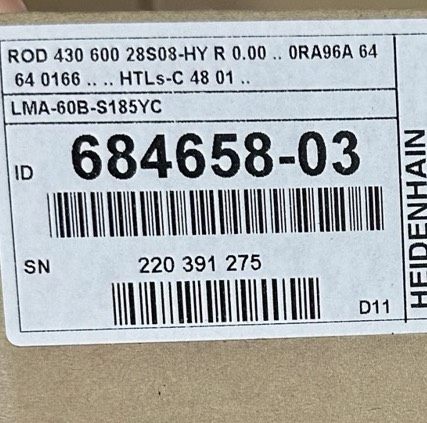 ROD 430 600 28S08-HY R 0.00 .. 0RA96A 64
64 0166 .. .. HTLs-C 48 01 ..
LMA-60B-S185YC
ID 684658-03
SN 220 391 275
D11
HEIDENHAIN